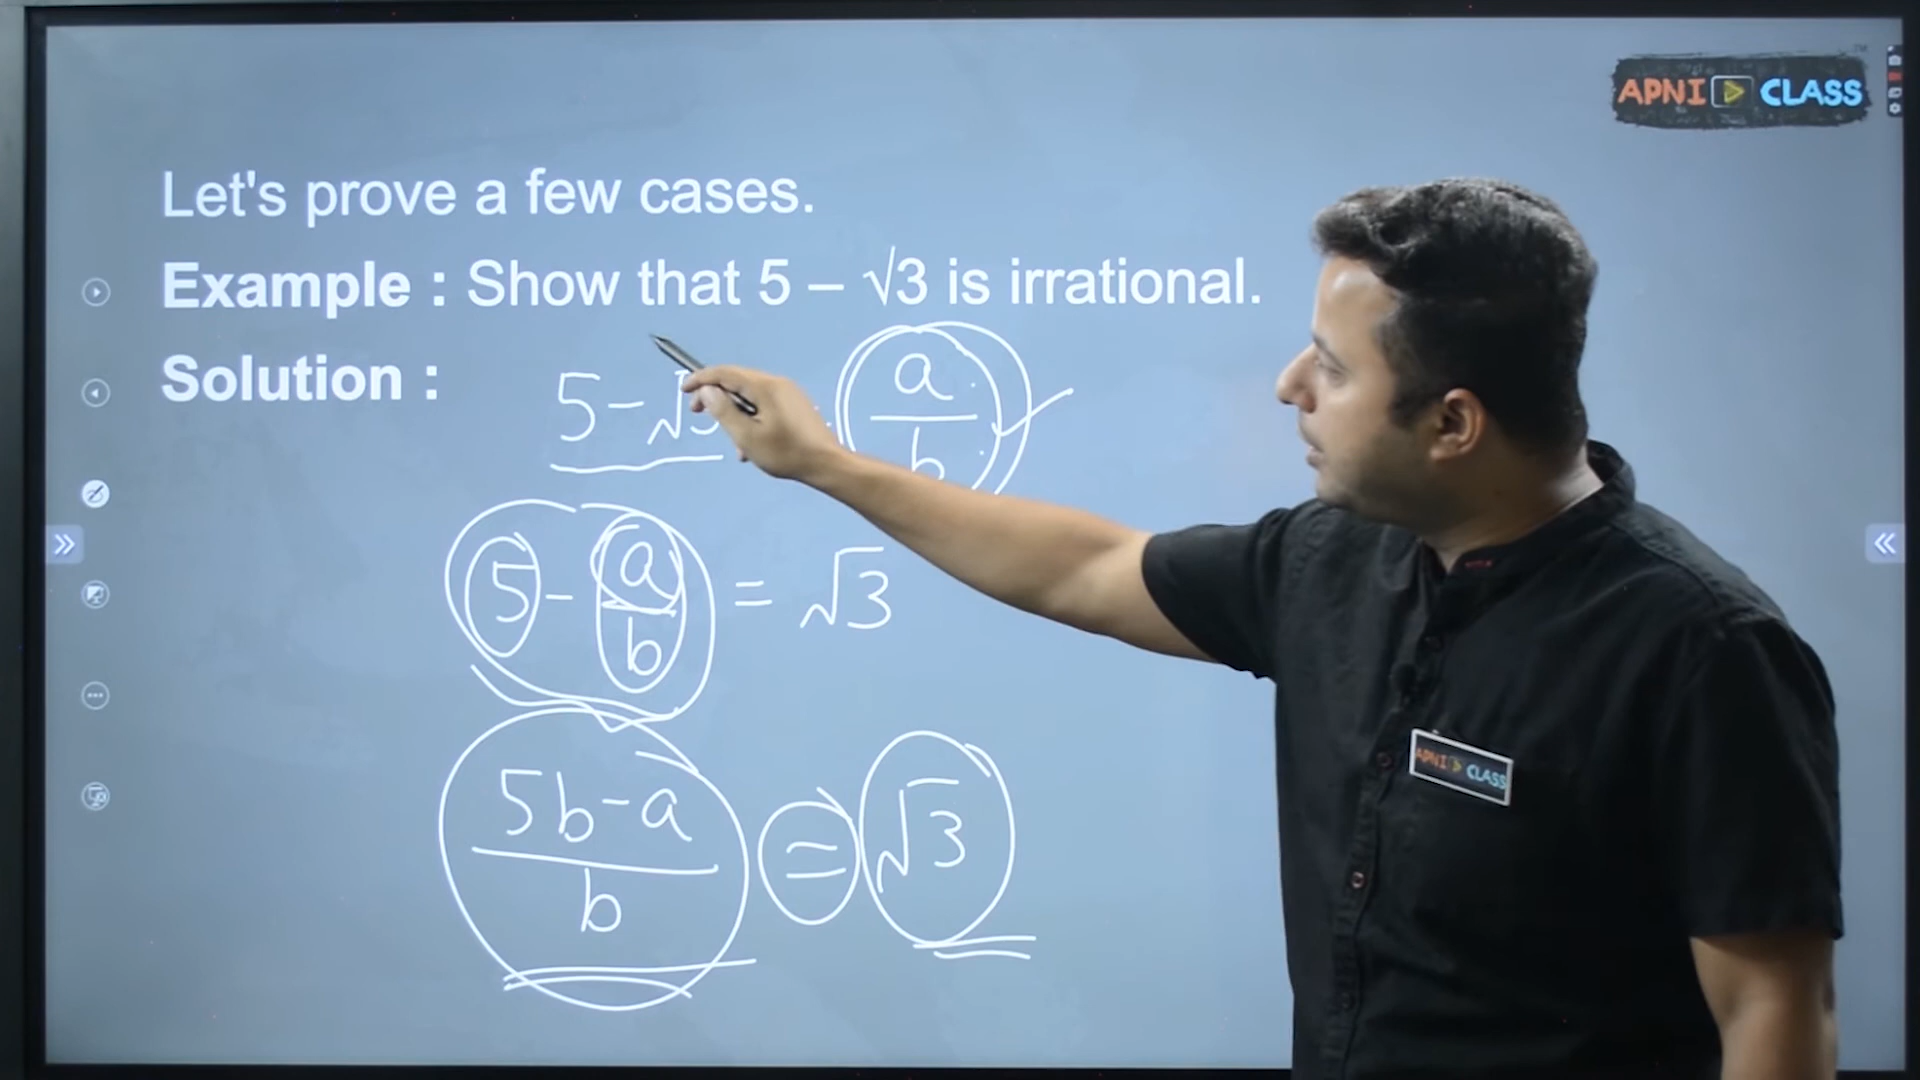 APNI CLASS
Let's prove a few cases.
Example : Show that 5 – √3 is irrational.
Solution :
5-√3 a/b
5 - a/b = √3
5b-a/b = √3
APNI CLASS